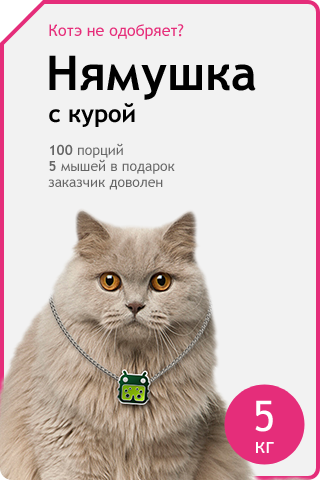 Котэ не одобряет?
Нямушка
с курой
100 порций
5 мышей в подарок
заказчик доволен
5
кг